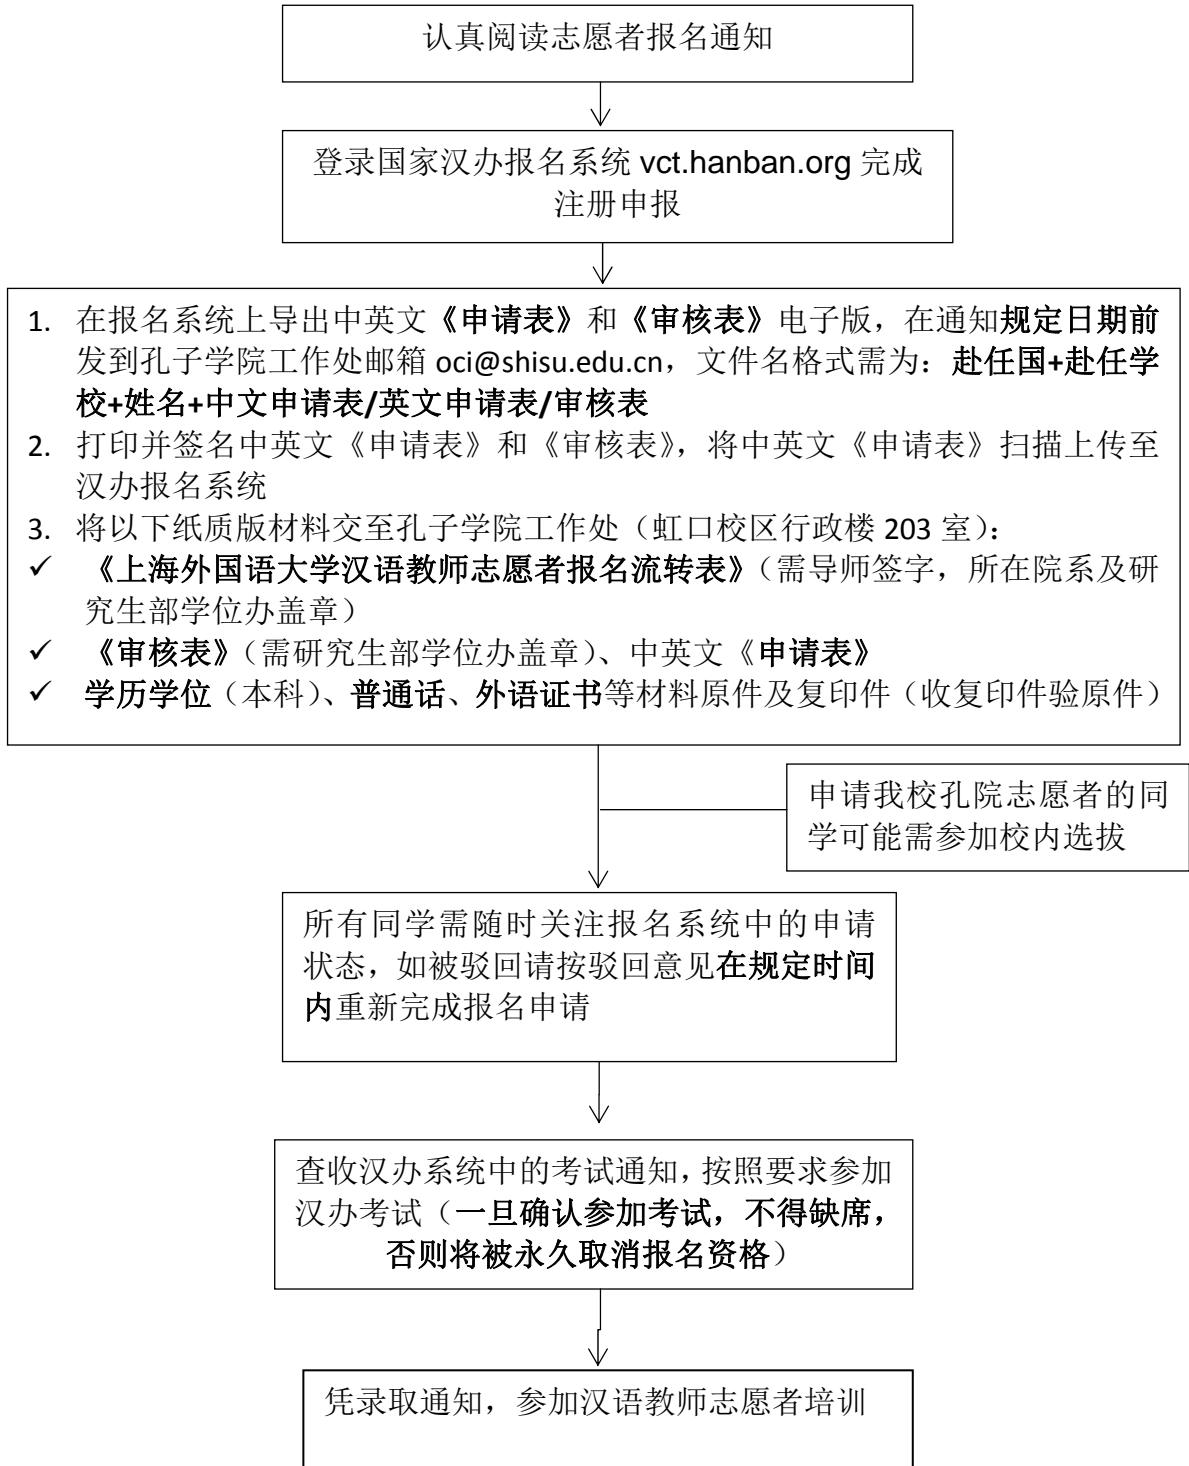 认真阅读志愿者报名通知
登录国家汉办报名系统 vct.hanban.org 完成
注册申报
1. 在报名系统上导出中英文《申请表》和《审核表》电子版，在通知规定日期前
发到孔子学院工作处邮箱 oci@shisu.edu.cn，文件名格式需为：赴任国+赴任学
校+姓名+中文申请表/英文申请表/审核表
2. 打印并签名中英文《申请表》和《审核表》，将中英文《申请表》扫描上传至
汉办报名系统
3. 将以下纸质版材料交至孔子学院工作处（虹口校区行政楼 203 室）：
✓ 《上海外国语大学汉语教师志愿者报名流转表》（需导师签字，所在院系及研
究生部学位办盖章）
✓ 《审核表》（需研究生部学位办盖章）、中英文《申请表》
✓ 学历学位（本科）、普通话、外语证书等材料原件及复印件（收复印件验原件）
申请我校孔院志愿者的同
学可能需参加校内选拔
所有同学需随时关注报名系统中的申请
状态，如被驳回请按驳回意见在规定时间
内重新完成报名申请
查收汉办系统中的考试通知，按照要求参加
汉办考试（一旦确认参加考试，不得缺席，
否则将被永久取消报名资格）
凭录取通知，参加汉语教师志愿者培训